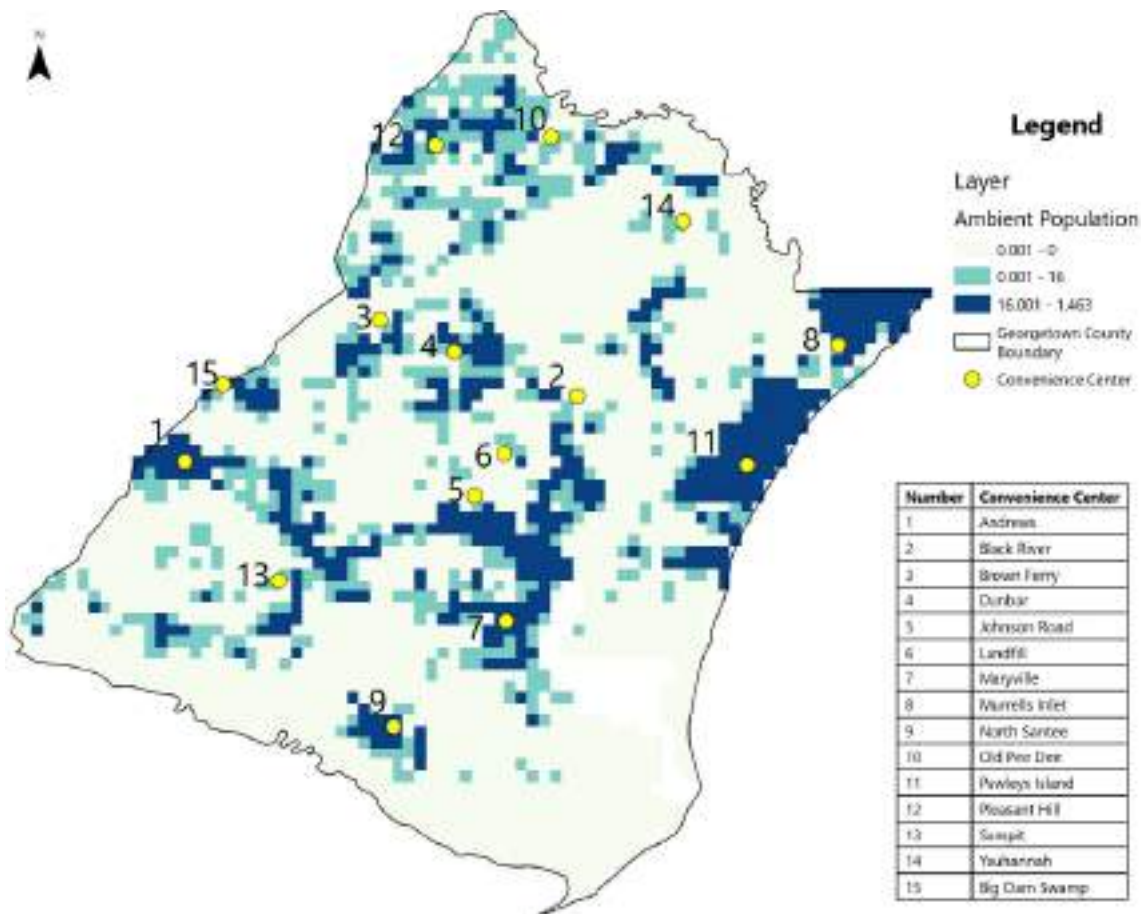 N
12
10
14
3
4
8
15
2
1
6
11
5
13
7
9
Legend
Layer
Ambient Population
0.001 - 0
0.001 - 16
16.001 - 1,463
Georgetown County
Boundary
Convenience Center
Number Convenience Center
1 Andrews
2 Black River
3 Brown Ferry
4 Dunbar
5 Johnson Road
6 Landfill
7 Maryville
8 Murrells Inlet
9 North Santee
10 Old Pee Dee
11 Pawleys Island
12 Pleasant Hill
13 Sampit
14 Yauhannah
15 Big Dam Swamp